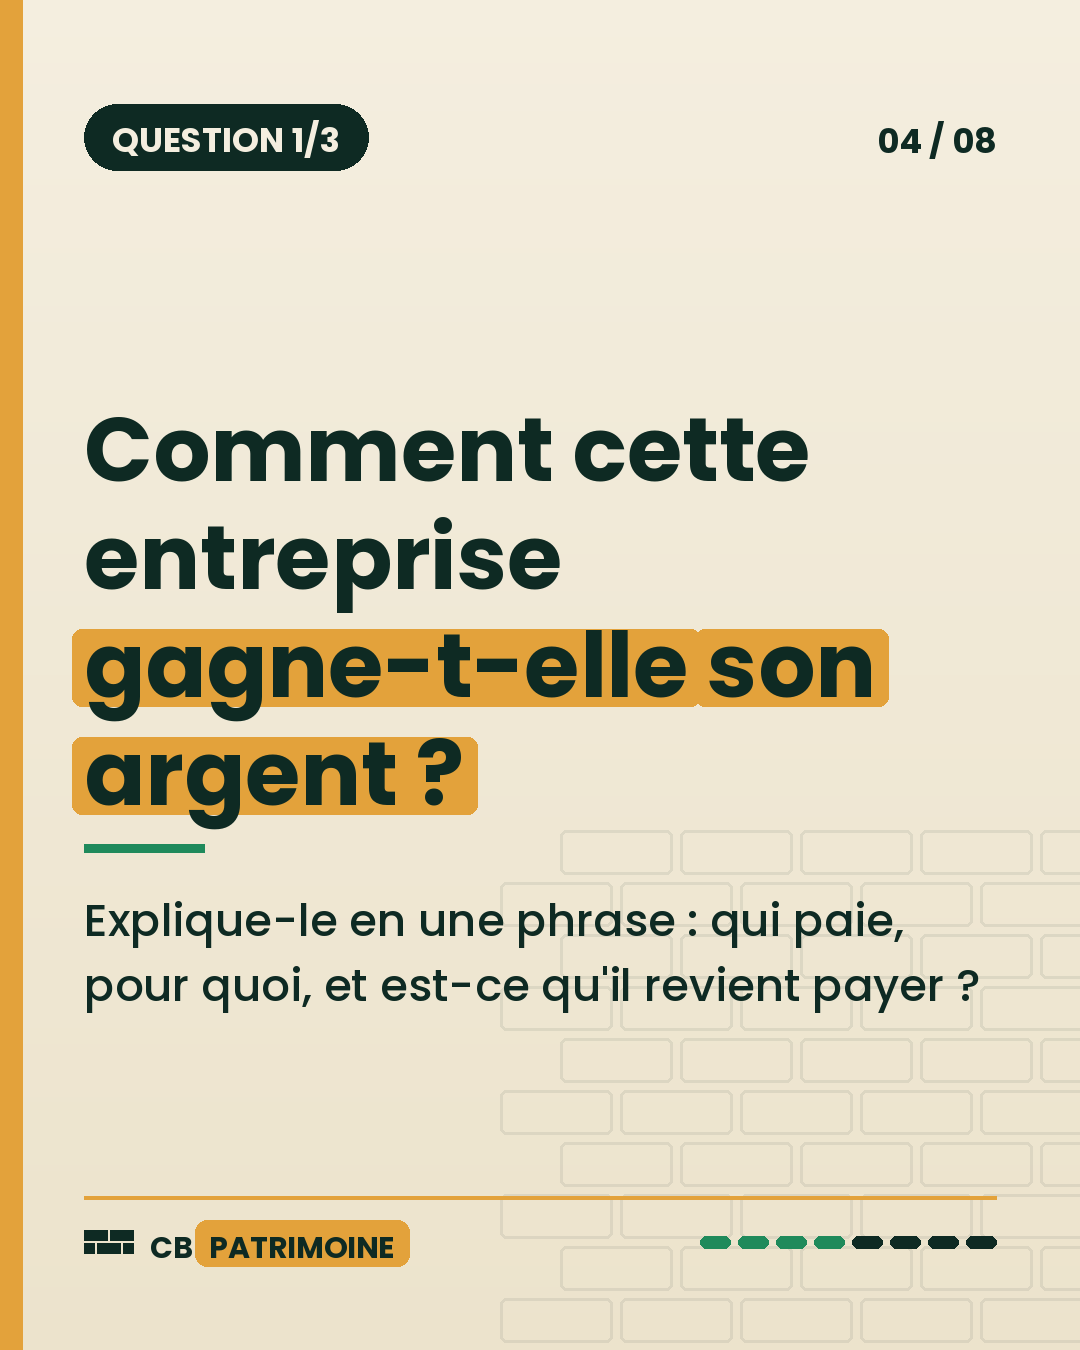 QUESTION 1/3
04 / 08
Comment cette
entreprise
gagne-t-elle son
argent ?
Explique-le en une phrase : qui paie,
pour quoi, et est-ce qu'il revient payer ?
CB PATRIMOINE